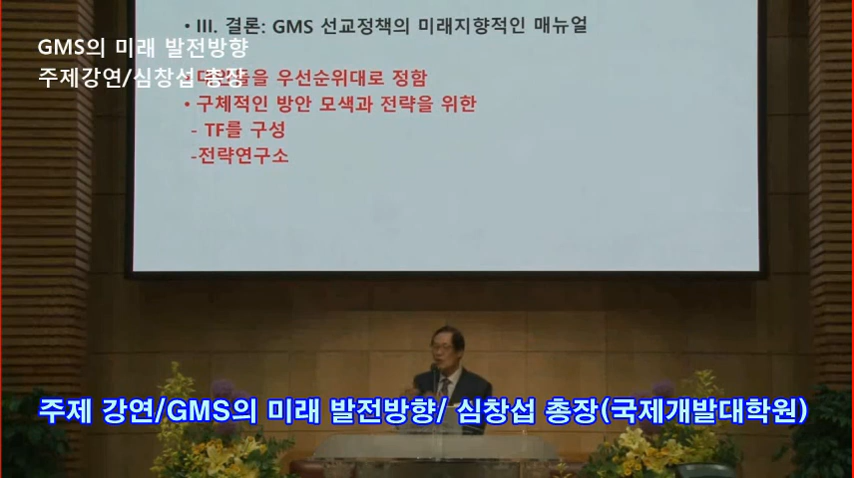 • III. 결론: GMS 선교정책의 미래지향적인 매뉴얼
GMS의 미래 발전방향
주제강연/심창섭 총장
우선순위대로 정함
• 구체적인 방안 모색과 전략을 위한
- TF를 구성
-전략연구소
주제 강연/GMS의 미래 발전방향/ 심창섭 총장(국제개발대학원)